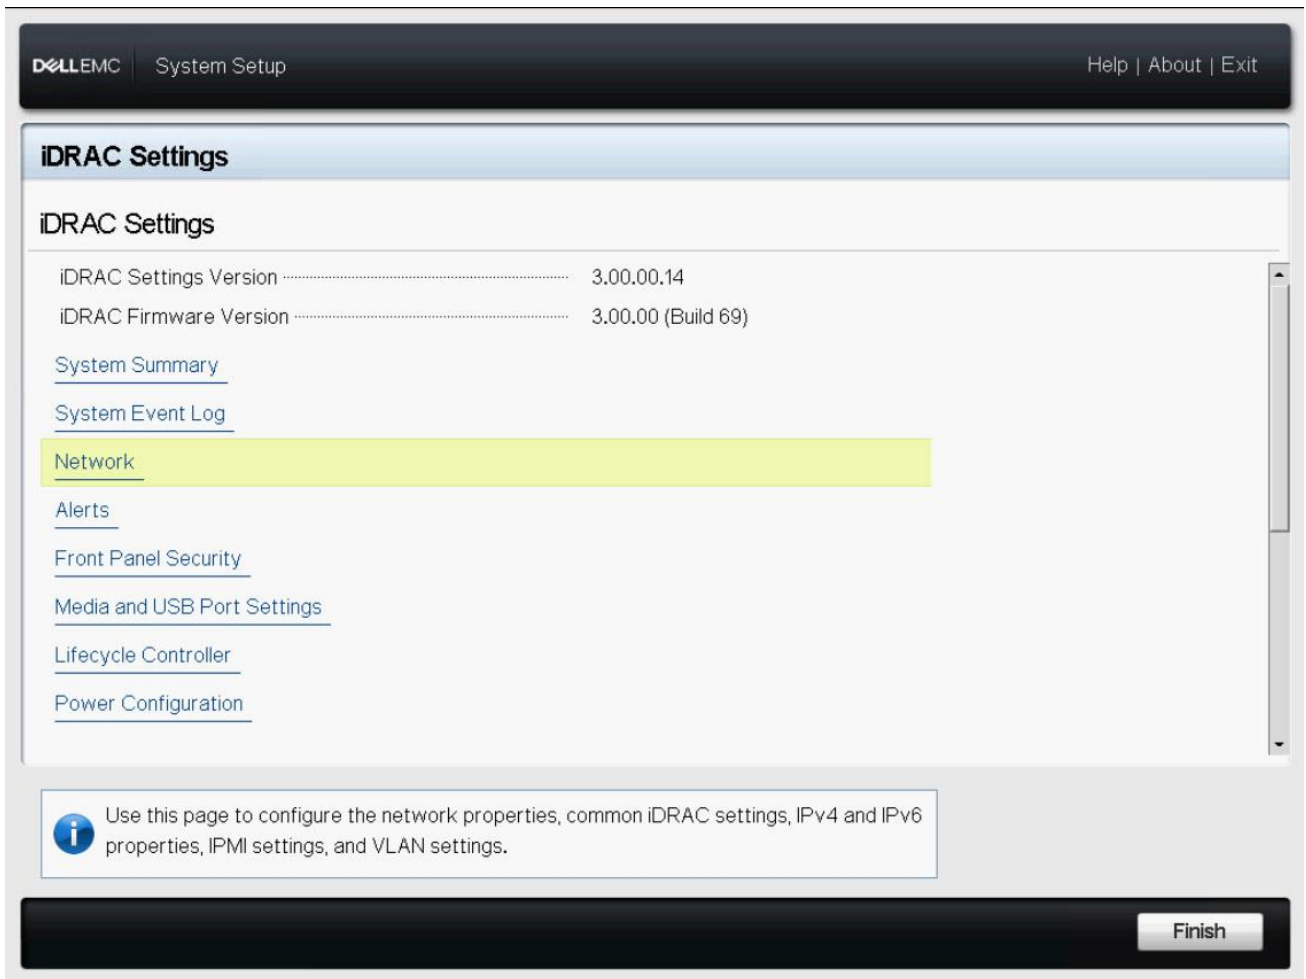 DELLEMC System Setup Help | About | Exit
iDRAC Settings
iDRAC Settings
iDRAC Settings Version 3.00.00.14
iDRAC Firmware Version 3.00.00 (Build 69)
System Summary
System Event Log
Network
Alerts
Front Panel Security
Media and USB Port Settings
Lifecycle Controller
Power Configuration
Use this page to configure the network properties, common iDRAC settings, IPv4 and IPv6
properties, IPMI settings, and VLAN settings.
Finish